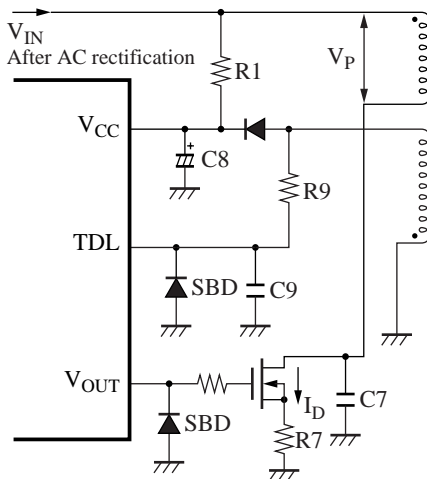 V_IN
After AC rectification
R1
V_P
V_CC
+
C8
R9
TDL
SBD
C9
V_OUT
I_D
C7
SBD
R7